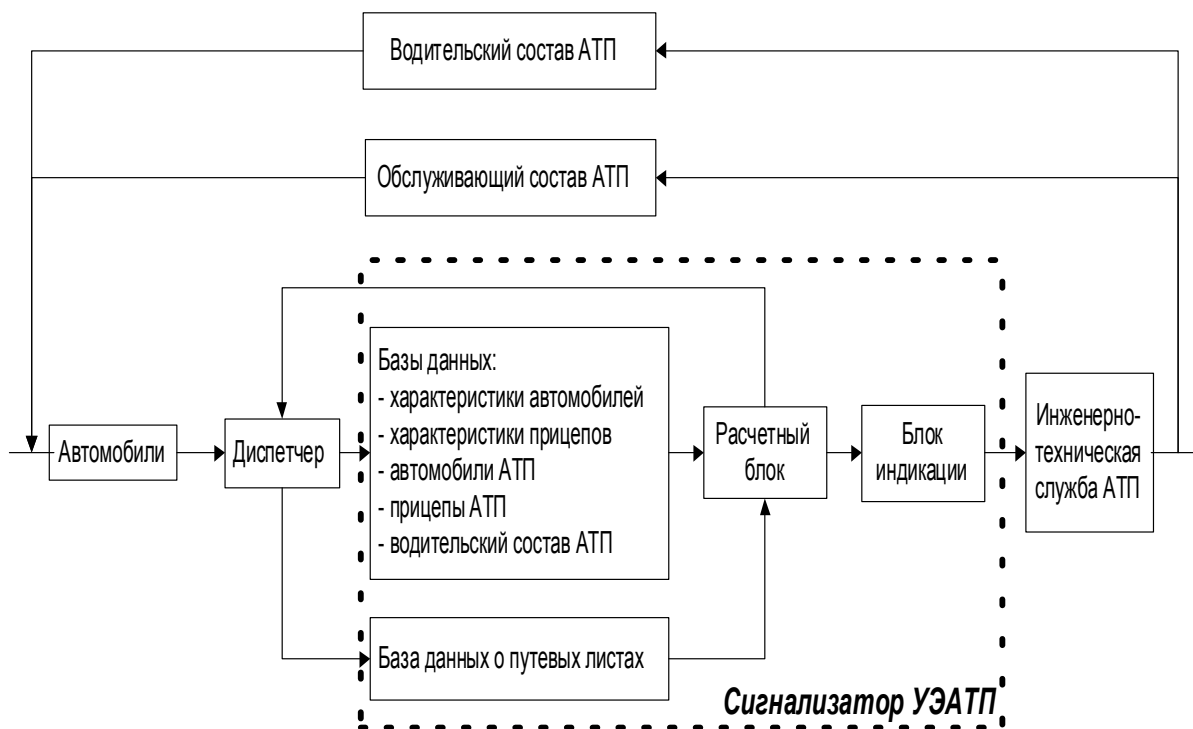 Водительский состав АТП
Обслуживающий состав АТП
Базы данных:
- характеристики автомобилей
- характеристики прицепов
- автомобили АТП
- прицепы АТП
- водительский состав АТП
Автомобили
Диспетчер
Расчетный
блок
Блок
индикации
Инженерно-
техническая
служба АТП
База данных о путевых листах
Сигнализатор УЭАТП